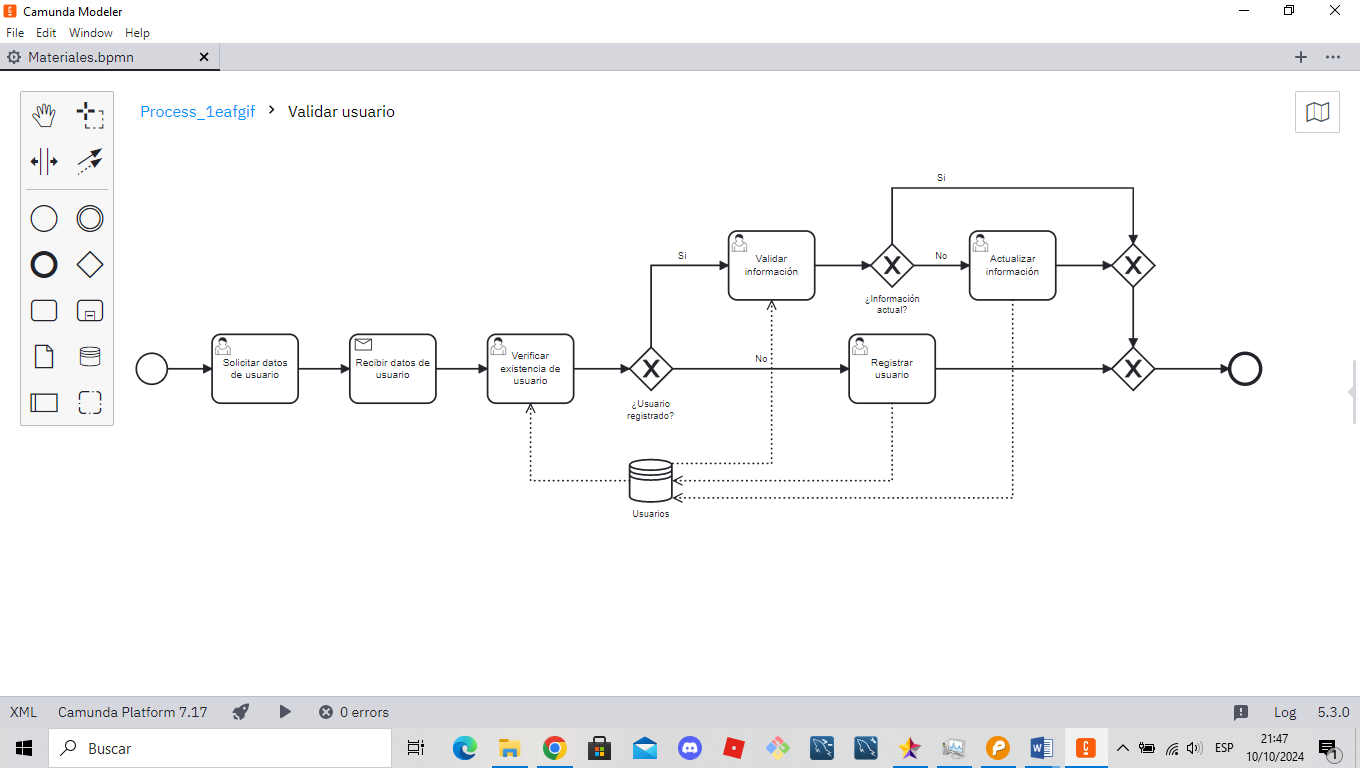 Camunda Modeler
File Edit Window Help
Materiales.bpmn
Process_1eafgif Validar usuario
Si
Si
Validar
información
No
Actualizar
información
¿Información
actual?
Solicitar datos
de usuario
Recibir datos de
usuario
Verificar
existencia de
usuario
No
Registrar
usuario
¿Usuario
registrado?
Usuarios
XML Camunda Platform 7.17 0 errors Log 5.3.0
Buscar
ESP
21:47
10/10/2024
1